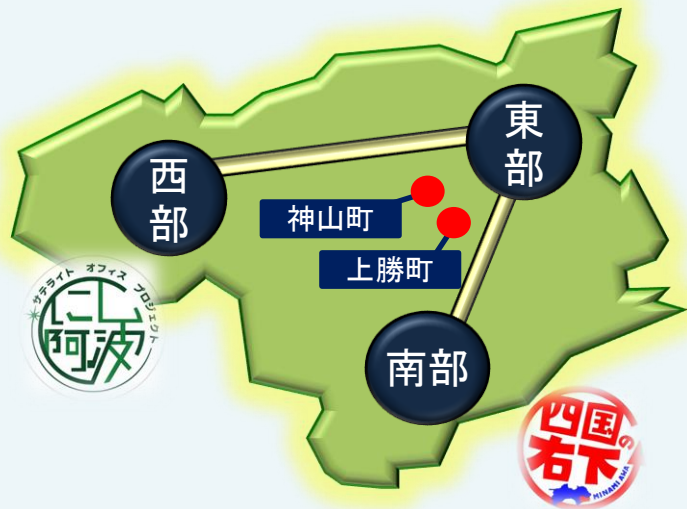 東
部
西
部
神山町
上勝町
南部
サテライト オフィス プロジェクト
にし
阿波
四国の
右下
MINAMI AWA